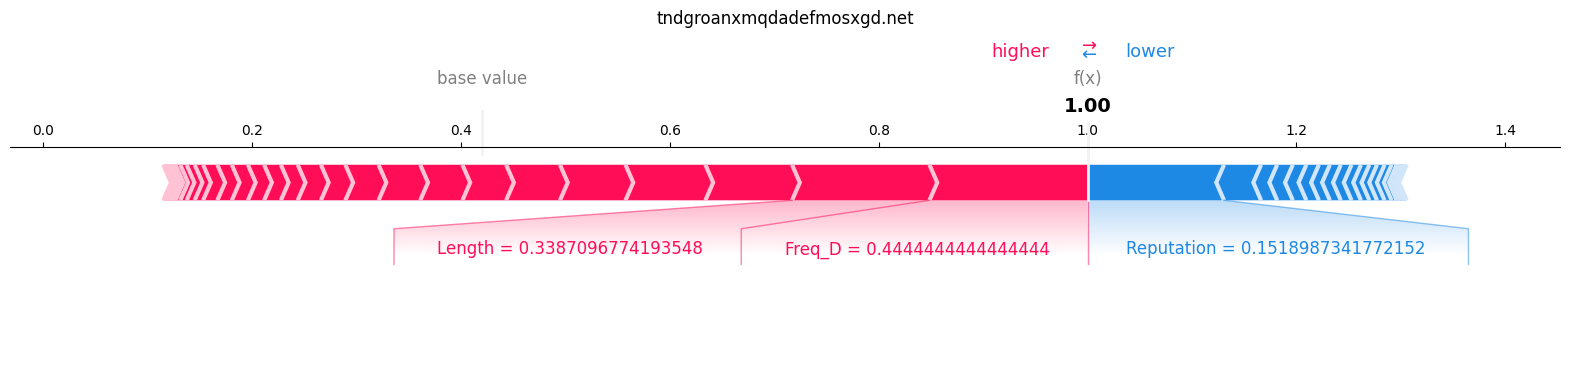 tndgroanxmqdadefmosxgd.net
higher ⇄ lower
base value f(x)
1.00
0.0 0.2 0.4 0.6 0.8 1.0 1.2 1.4
Length = 0.3387096774193548 Freq_D = 0.4444444444444444 Reputation = 0.1518987341772152